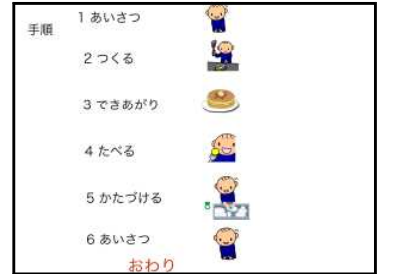 手順
1 あいさつ
2 つくる
3 できあがり
4 たべる
5 かたづける
6 あいさつ
おわり